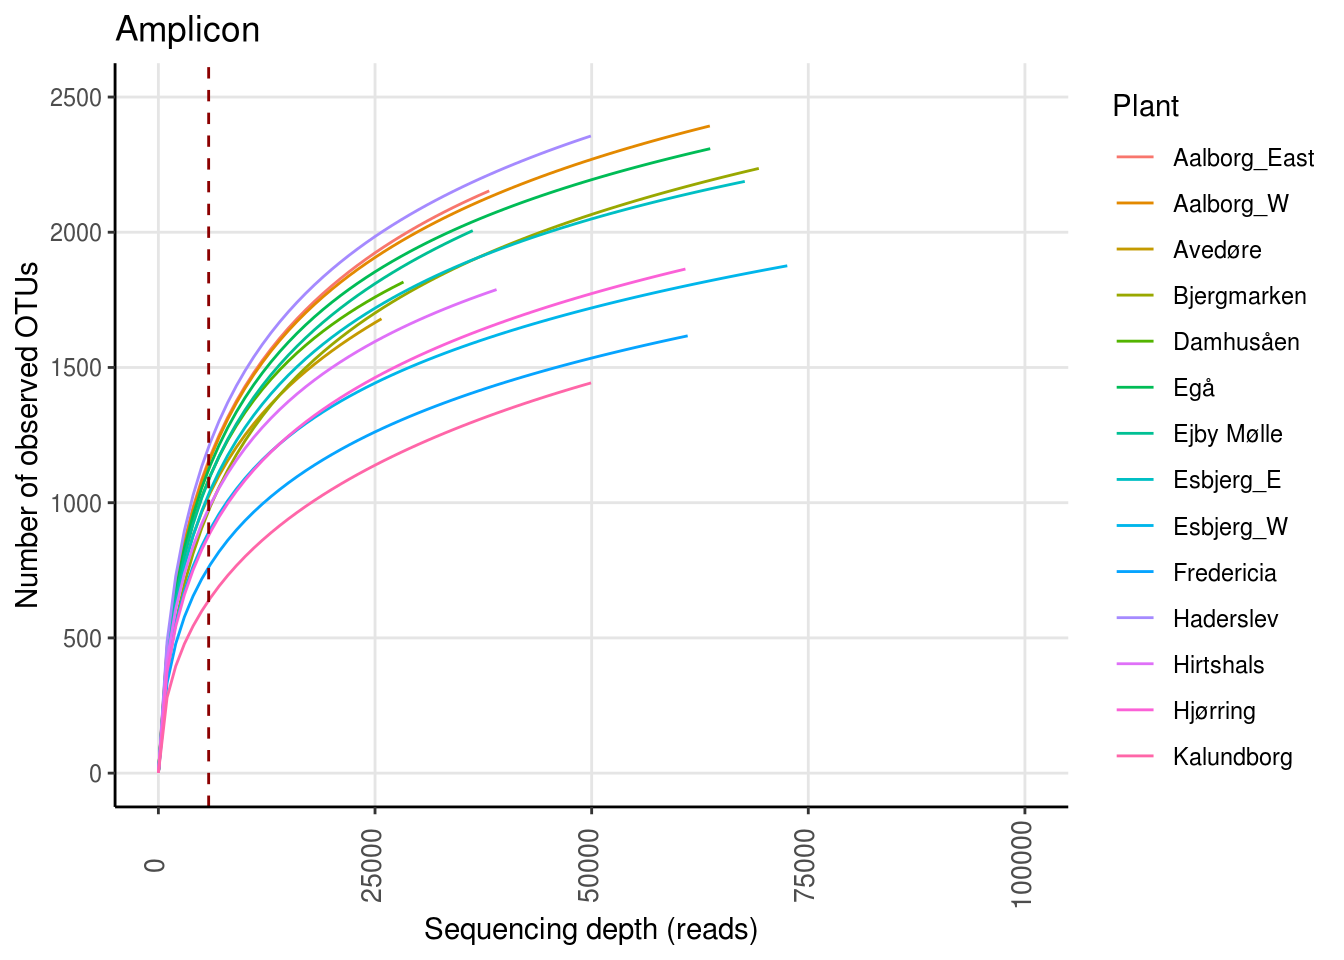 Amplicon
Number of observed OTUs
2500
2000
1500
1000
500
0
0
25000
50000
75000
100000
Sequencing depth (reads)
Plant
Aalborg_East
Aalborg_W
Avedøre
Bjergmarken
Damhusåen
Egå
Ejby Mølle
Esbjerg_E
Esbjerg_W
Fredericia
Haderslev
Hirtshals
Hjørring
Kalundborg